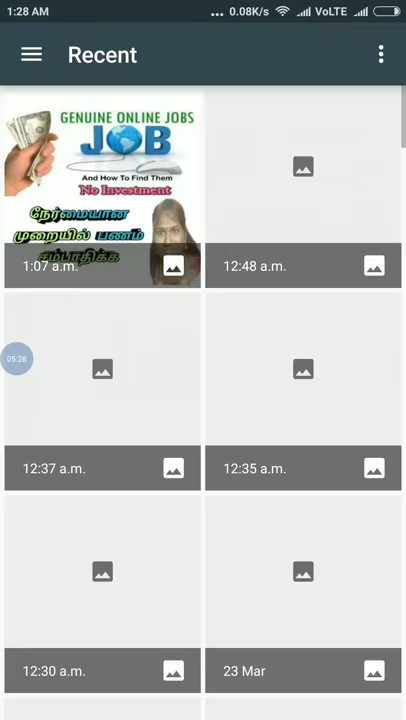 1:28 AM ... 0.08K/s VoLTE
Recent
GENUINE ONLINE JOBS
JOB
And How To Find Them
No Investment
நேர்மையான
முறையில் பணம்
சம்பாதிக்க
1:07 a.m.
12:48 a.m.
05:28
12:37 a.m.
12:35 a.m.
12:30 a.m.
23 Mar